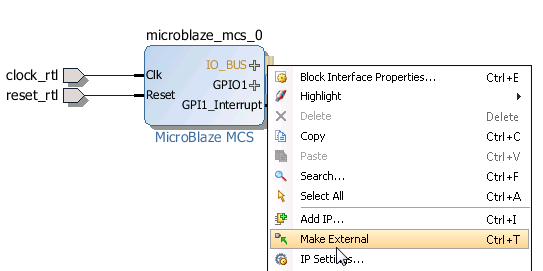 microblaze_mcs_0
clock_rtl
reset_rtl
Clk
Reset
IO_BUS
GPIO1
GPI1_Interrupt
MicroBlaze MCS
Block Interface Properties... Ctrl+E
Highlight
Delete Delete
Copy Ctrl+C
Paste Ctrl+V
Search... Ctrl+F
Select All Ctrl+A
Add IP... Ctrl+I
Make External Ctrl+T
IP Settings...